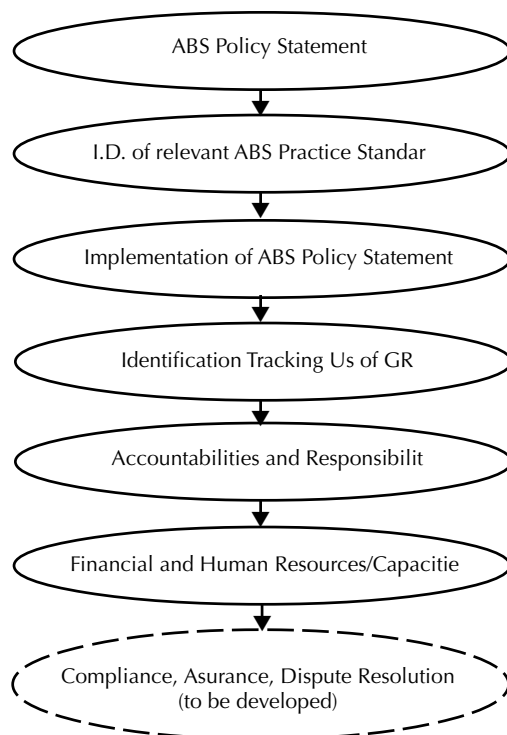 ABS Policy Statement
I.D. of relevant ABS Practice Standar
Implementation of ABS Policy Statement
Identification Tracking Us of GR
Accountabilities and Responsibilit
Financial and Human Resources/Capacitie
Compliance, Asurance, Dispute Resolution
(to be developed)